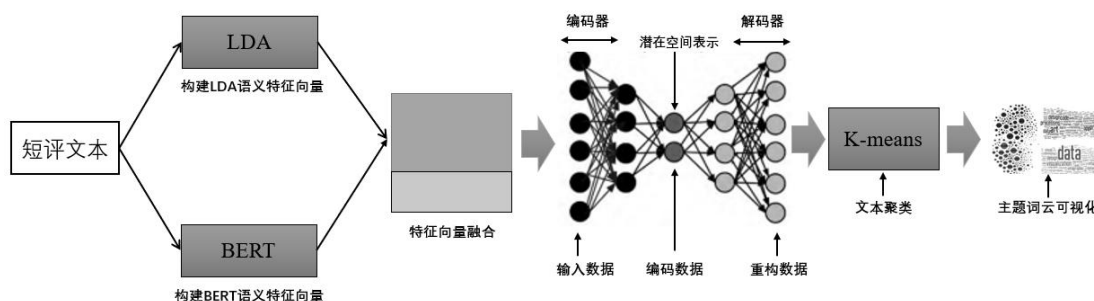 短评文本
LDA
构建LDA语义特征向量
BERT
构建BERT语义特征向量
特征向量融合
编码器
潜在空间表示
解码器
输入数据
编码数据
重构数据
K-means
文本聚类
data
主题词云可视化